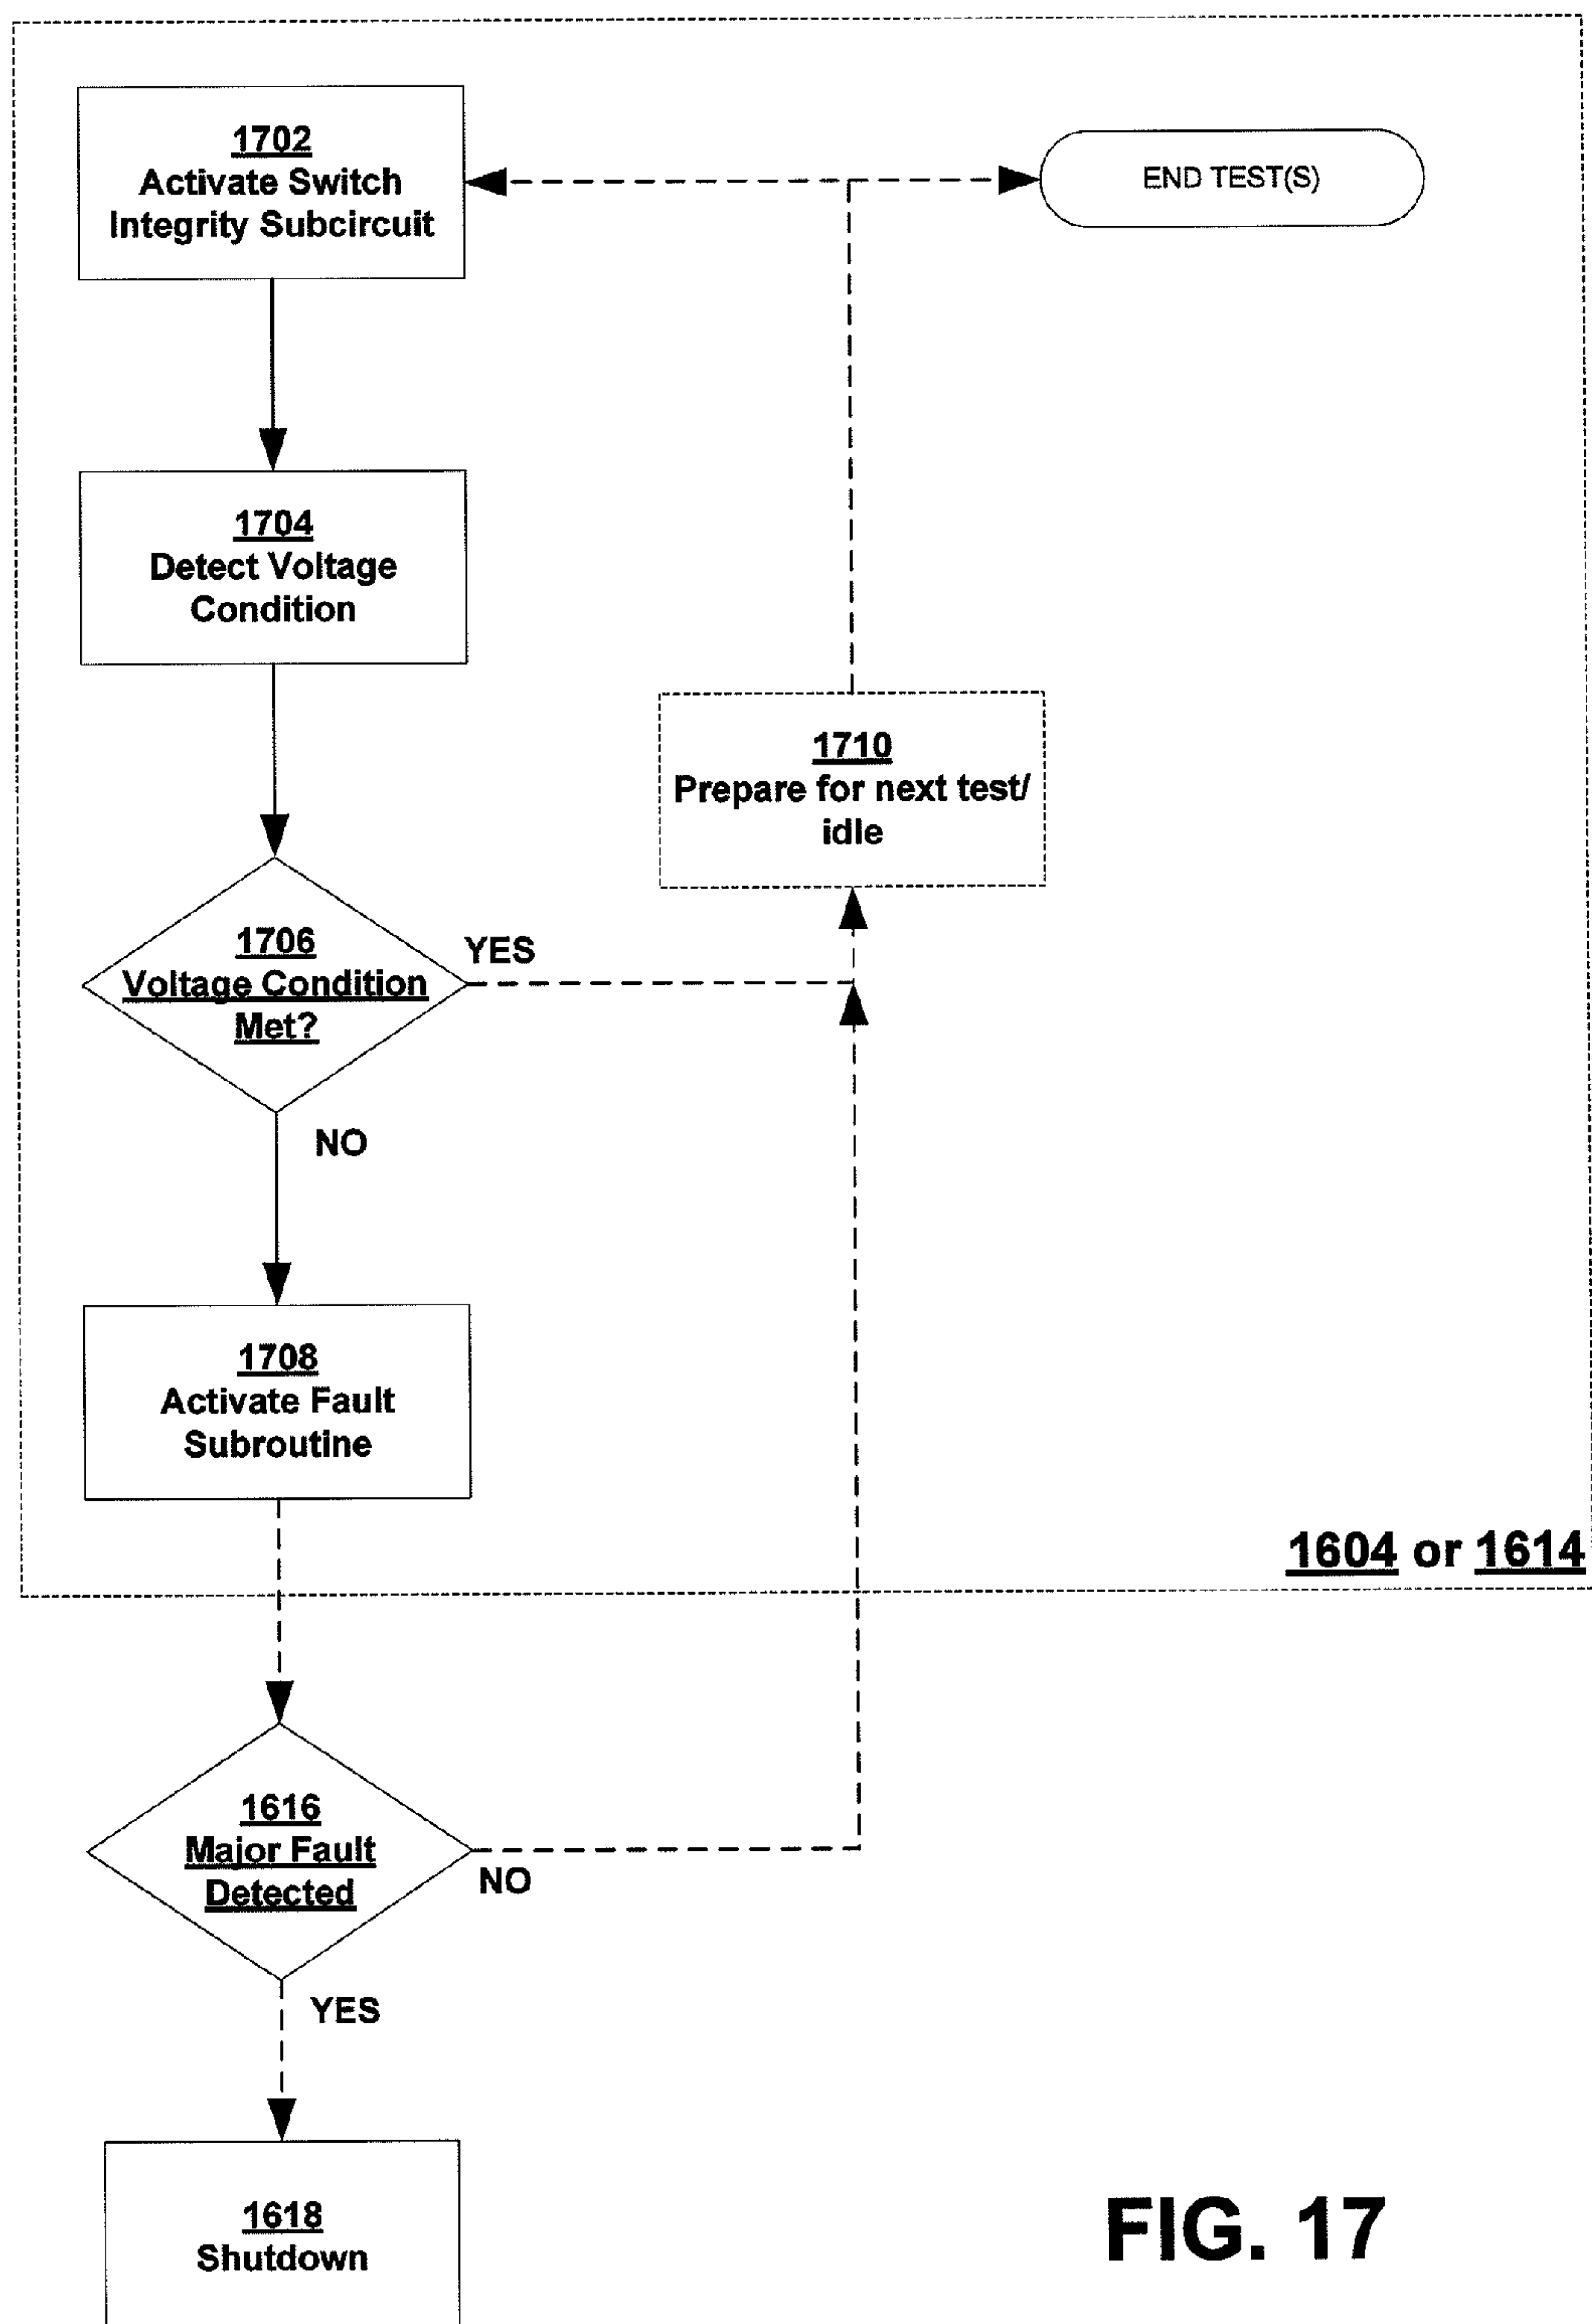 1702
Activate Switch
Integrity Subcircuit
END TEST(S)
1704
Detect Voltage
Condition
1710
Prepare for next test/
idle
1706
Voltage Condition
Met?
YES
NO
1708
Activate Fault
Subroutine
1604 or 1614
1616
Major Fault
Detected
NO
YES
1618
Shutdown
FIG. 17